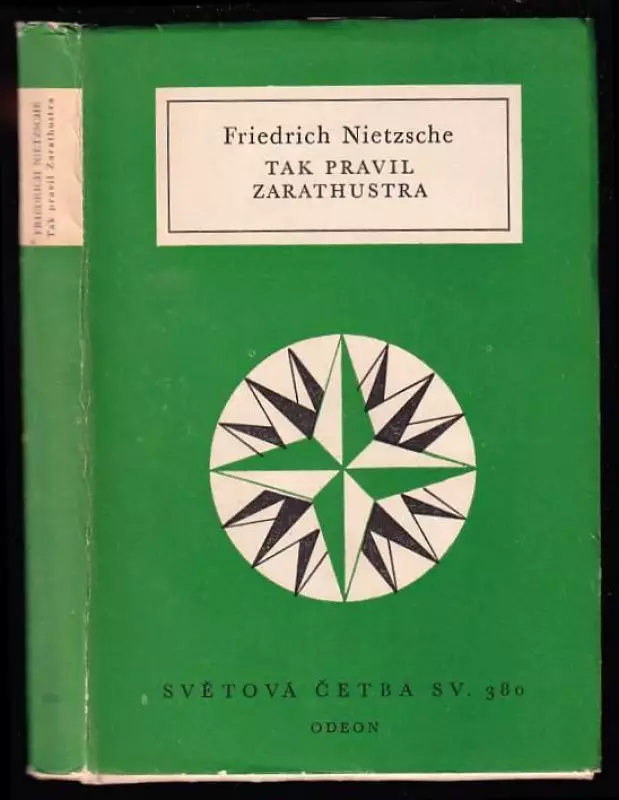 FRIEDRICH NIETZSCHE
Tak pravil Zarathustra
Friedrich Nietzsche
TAK PRAVIL
ZARATHUSTRA
SVĚTOVÁ ČETBA SV. 380
ODEON